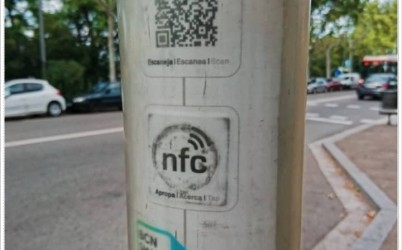 Escaneja | Escanea | Scan
nfc
Apropa | Acerca | Tap
BCN